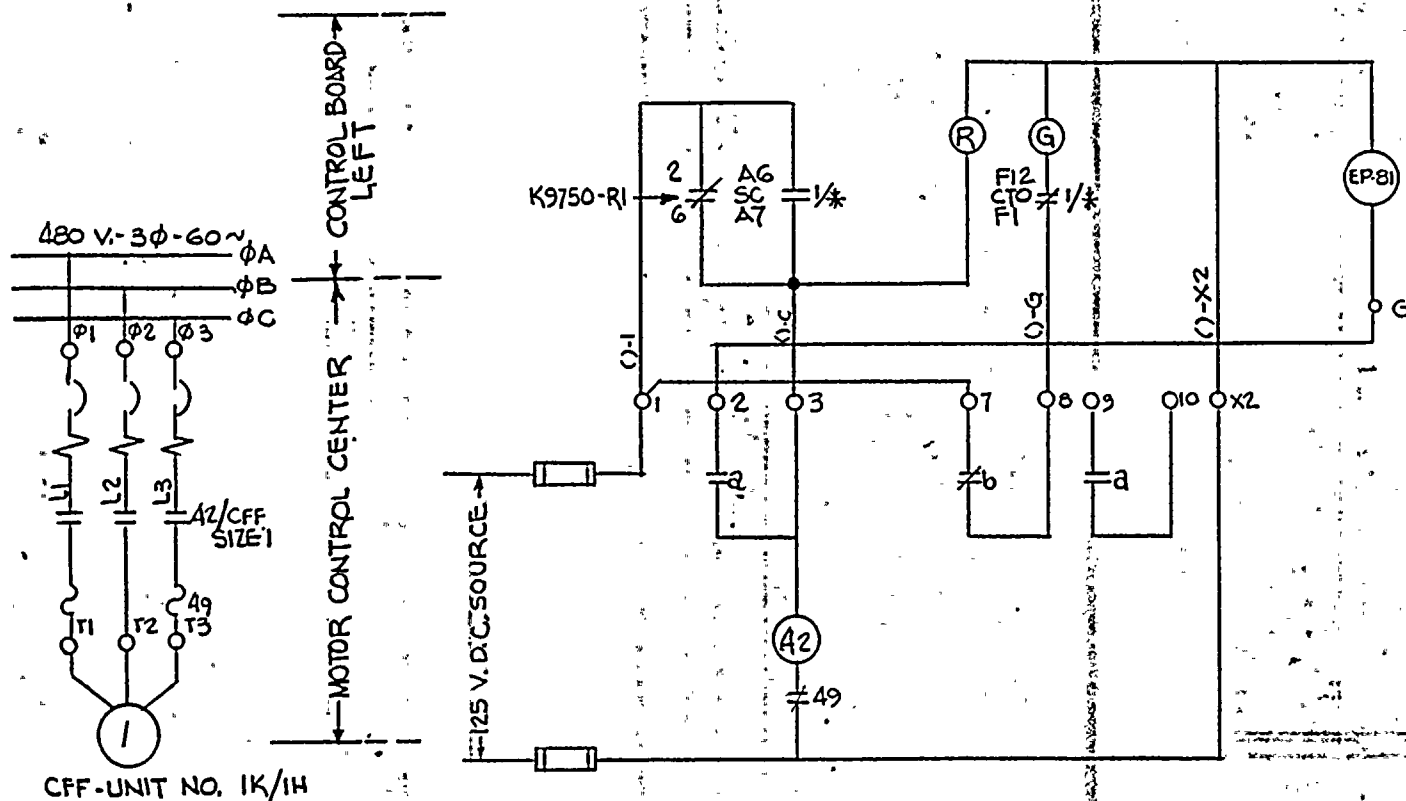 CONTROL BOARD
LEFT
MOTOR CONTROL CENTER
480 V.-3Φ-60~
ΦA
ΦB
ΦC
Φ1
Φ2
Φ3
L1
L2
L3
42/CFF
SIZE 1
49
T1
T2
T3
1
CFF-UNIT NO. 1K/1H
K9750-R1
2
6
A6
SC
A7
1/*
R
G
F12
CTO
F1
1/*
EP-81
G
()-1
()-C
()-G
()-X2
1
2
3
7
8
9
10
X2
a
b
a
125 V. D.C. SOURCE
42
49